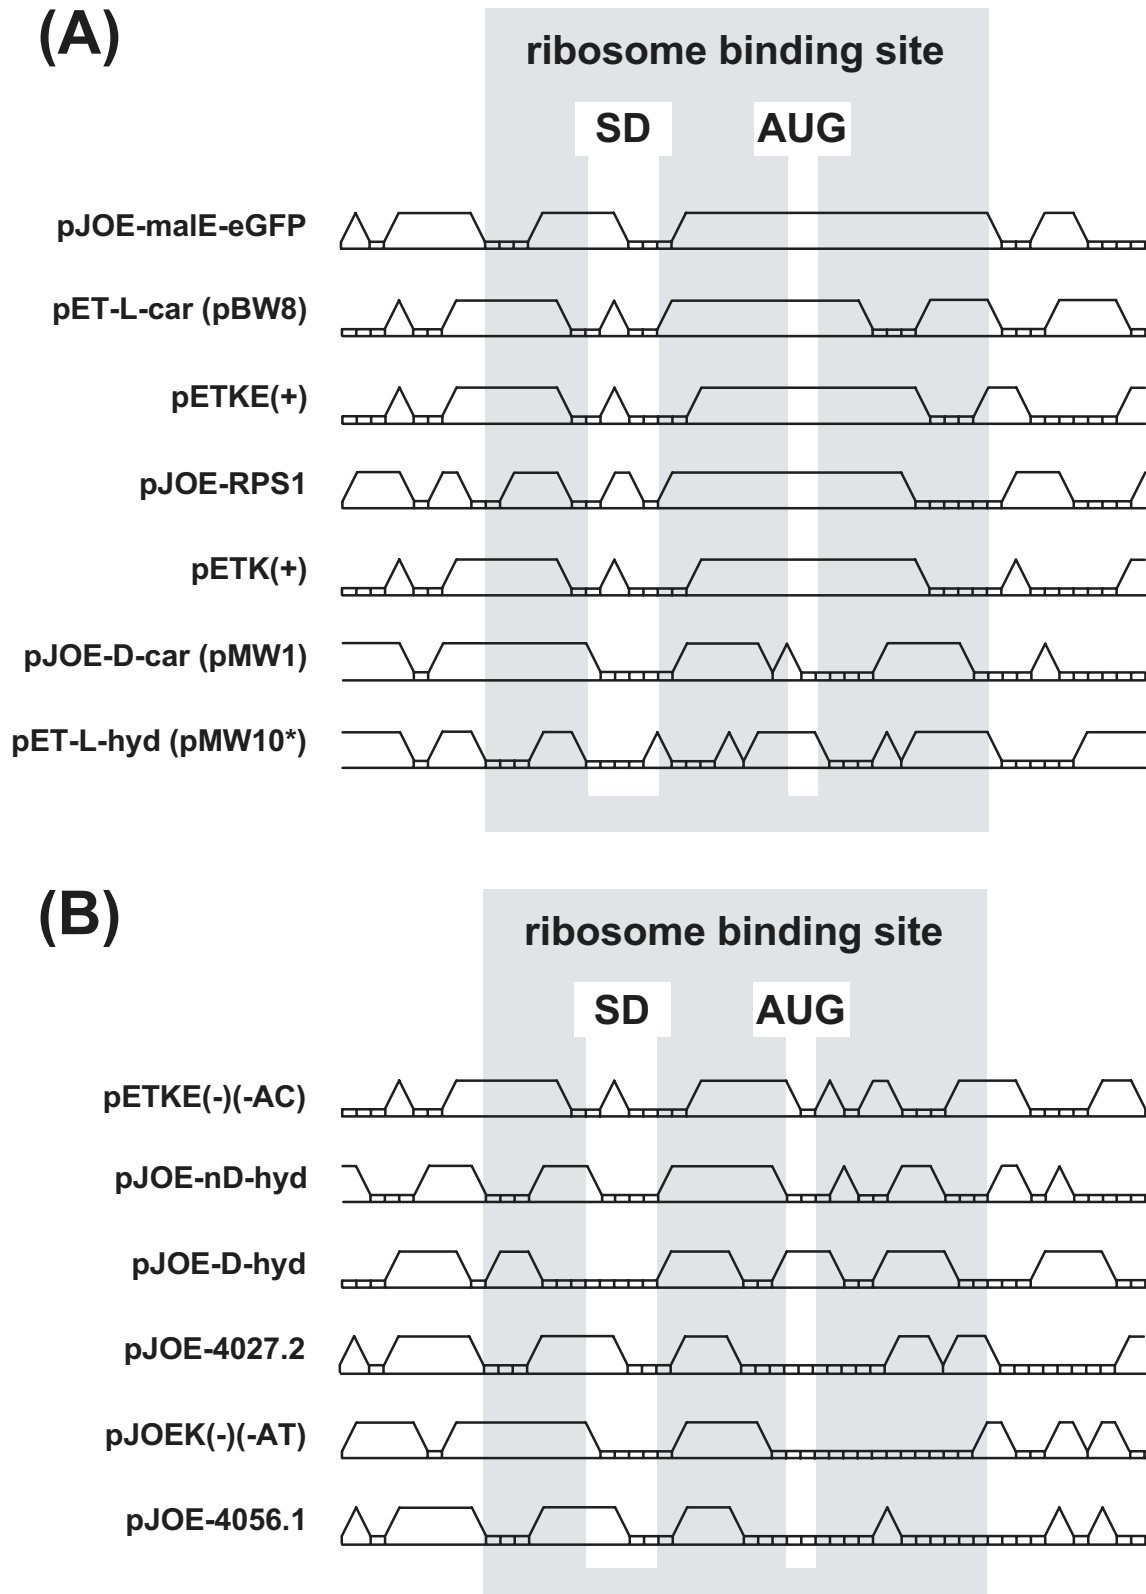 (A)
ribosome binding site
SD AUG
pJOE-malE-eGFP
pET-L-car (pBW8)
pETKE(+)
pJOE-RPS1
pETK(+)
pJOE-D-car (pMW1)
pET-L-hyd (pMW10*)
(B)
ribosome binding site
SD AUG
pETKE(-)(-AC)
pJOE-nD-hyd
pJOE-D-hyd
pJOE-4027.2
pJOEK(-)(-AT)
pJOE-4056.1